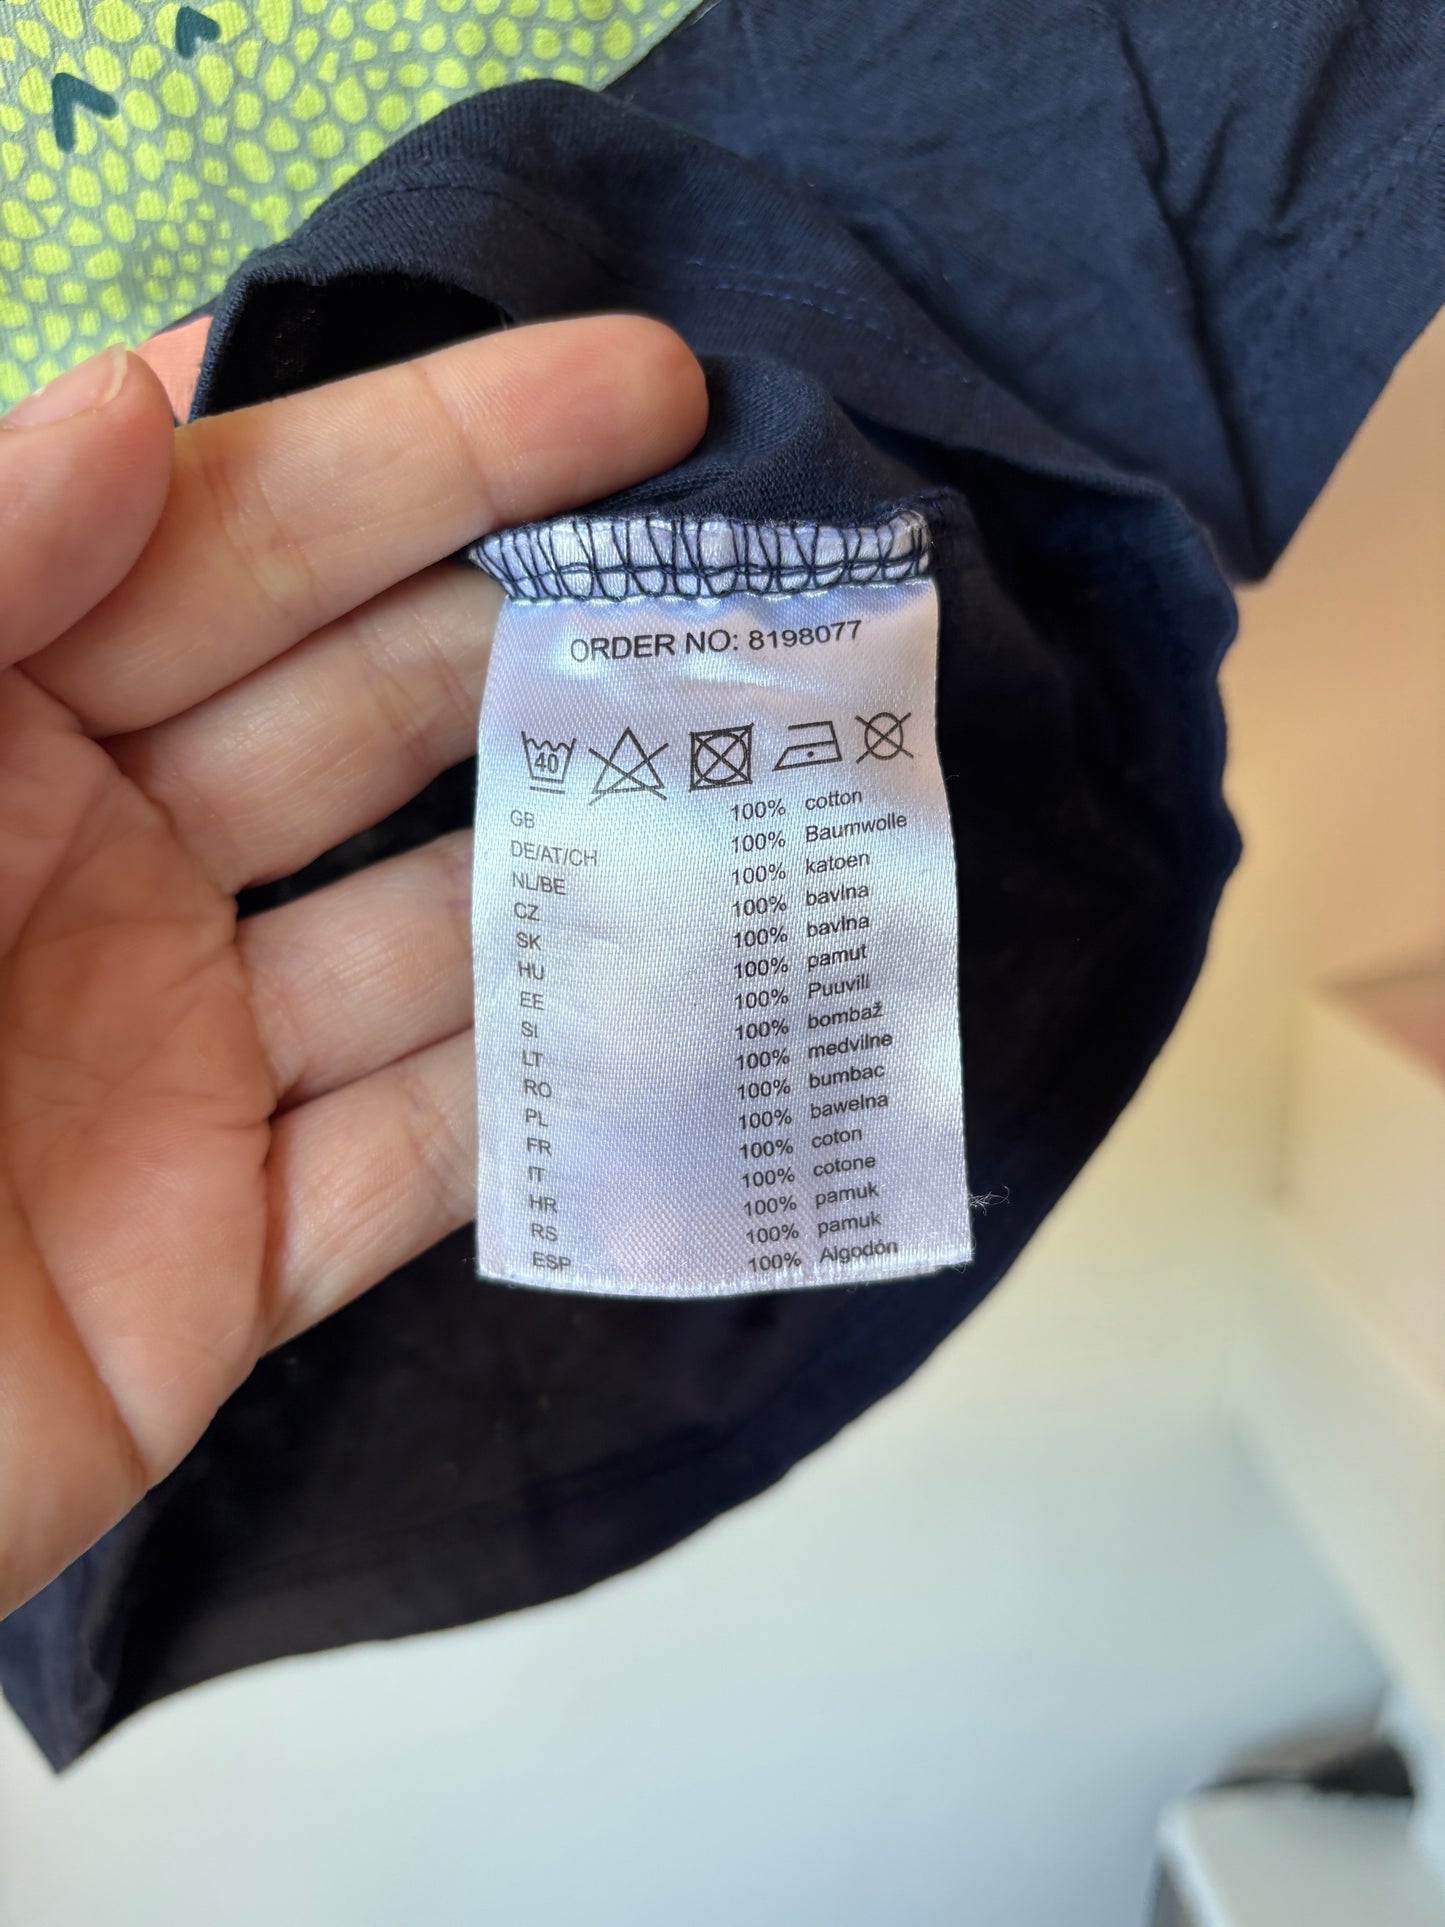 ORDER NO: 8198077
40
GB 100% cotton
DE/AT/CH 100% Baumwolle
NL/BE 100% katoen
CZ 100% bavlna
SK 100% bavlna
HU 100% pamut
EE 100% Puuvill
SI 100% bombaž
LT 100% medvilne
RO 100% bumbac
PL 100% bawelna
FR 100% coton
IT 100% cotone
HR 100% pamuk
RS 100% pamuk
ESP 100% Algodón